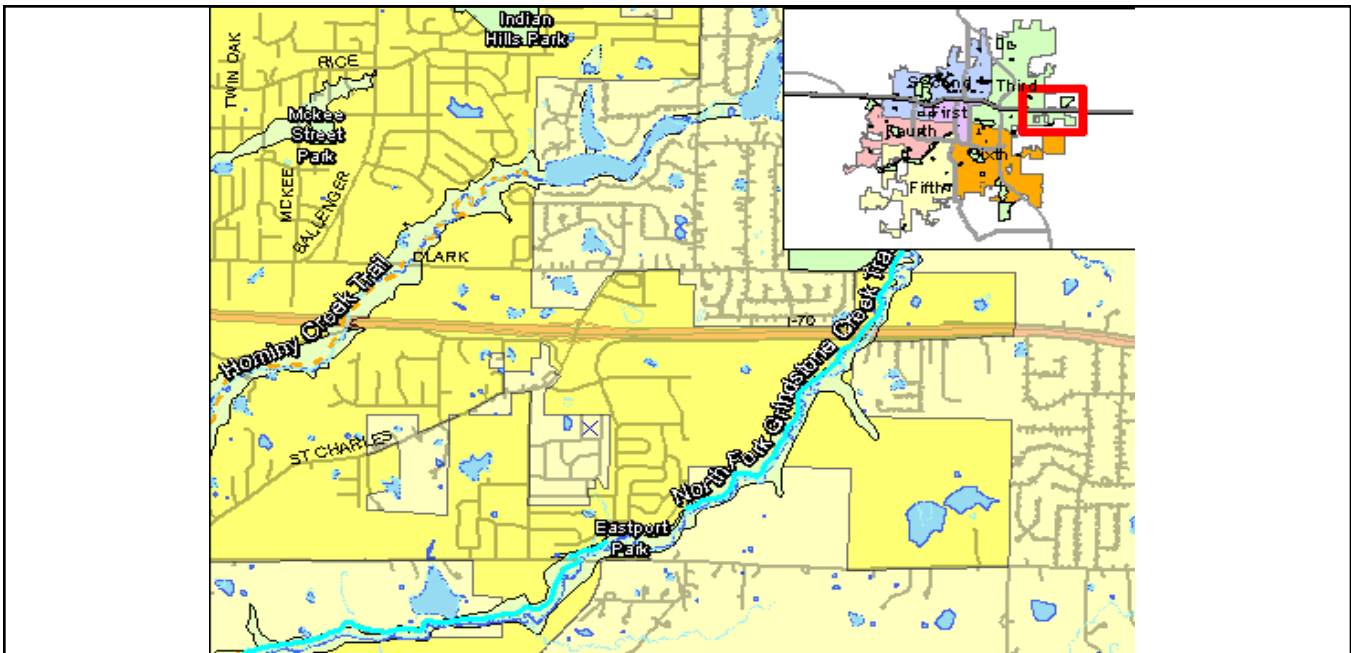 Indian
Hills Park
TWIN OAK
RICE
Mckee
Street
Park
MCKEE
BALLENGER
CLARK
Hominy Creek Trail
I-70
ST CHARLES
North Fork Grindstone Creek Trail
Eastport
Park
Second
Third
First
Fourth
Sixth
Fifth